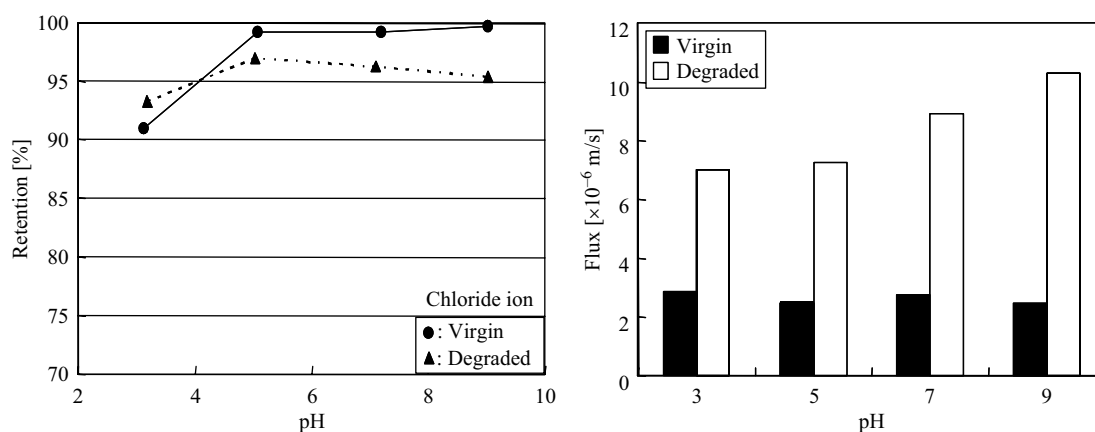 100
95
90
85
90
75
70
Retention [%]
2
4
6
8
10
pH
Chloride ion
: Virgin
: Degraded
12
10
8
6
4
2
0
Flux [×10⁻⁶ m/s]
3
5
7
9
pH
Virgin
Degraded